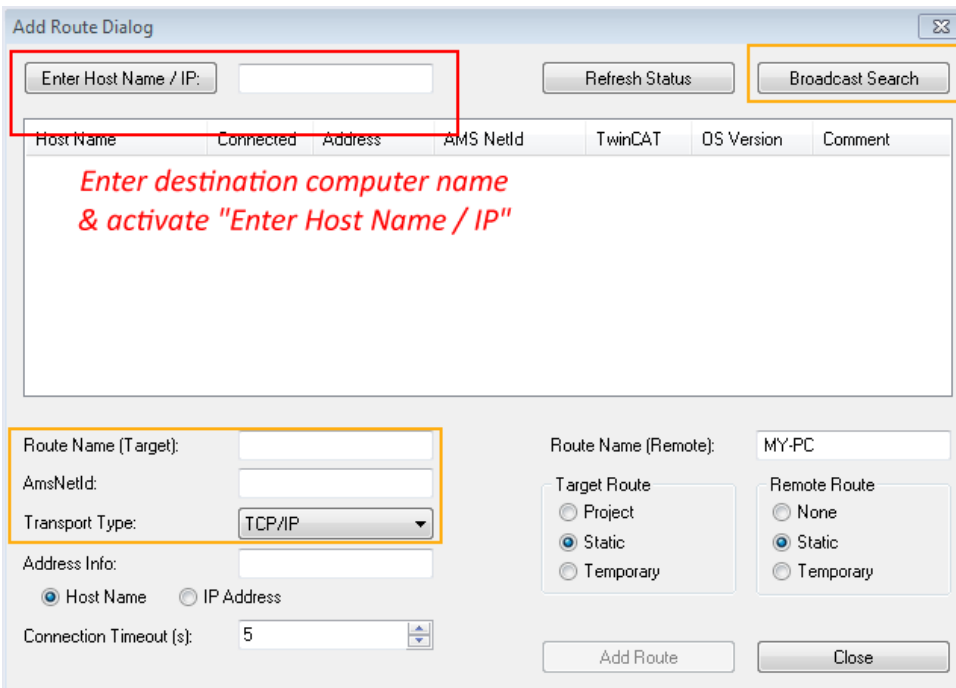 Add Route Dialog
Enter Host Name / IP:
Refresh Status
Broadcast Search
Host Name Connected Address AMS NetId TwinCAT OS Version Comment
Enter destination computer name
& activate "Enter Host Name / IP"
Route Name (Target):
Route Name (Remote): MY-PC
AmsNetId:
Target Route
Remote Route
Transport Type: TCP/IP
Project
None
Static
Static
Address Info:
Temporary
Temporary
Host Name
IP Address
Connection Timeout (s): 5
Add Route
Close